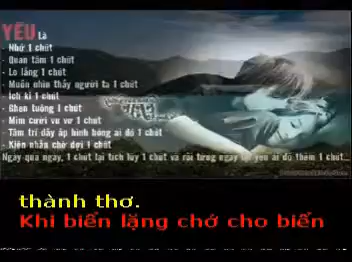 YÊU Là
- Nhớ 1 chút
- Quan tâm 1 chút
- Lo lắng 1 chút
- Muốn nhìn thấy người ta 1 chút
- Ích kỉ 1 chút
- Ghen tuông 1 chút
- Mỉm cười vu vơ 1 chút
- Tâm trí đầy ắp hình bóng ai đó 1 chút
- Kiên nhẫn chờ đợi 1 chút
Ngày qua ngày, 1 chút lại tích lũy 1 chút và rồi từng ngày lại yêu ai đó thêm 1 chút...
thành thơ.
Khi biển lặng chớ cho biển